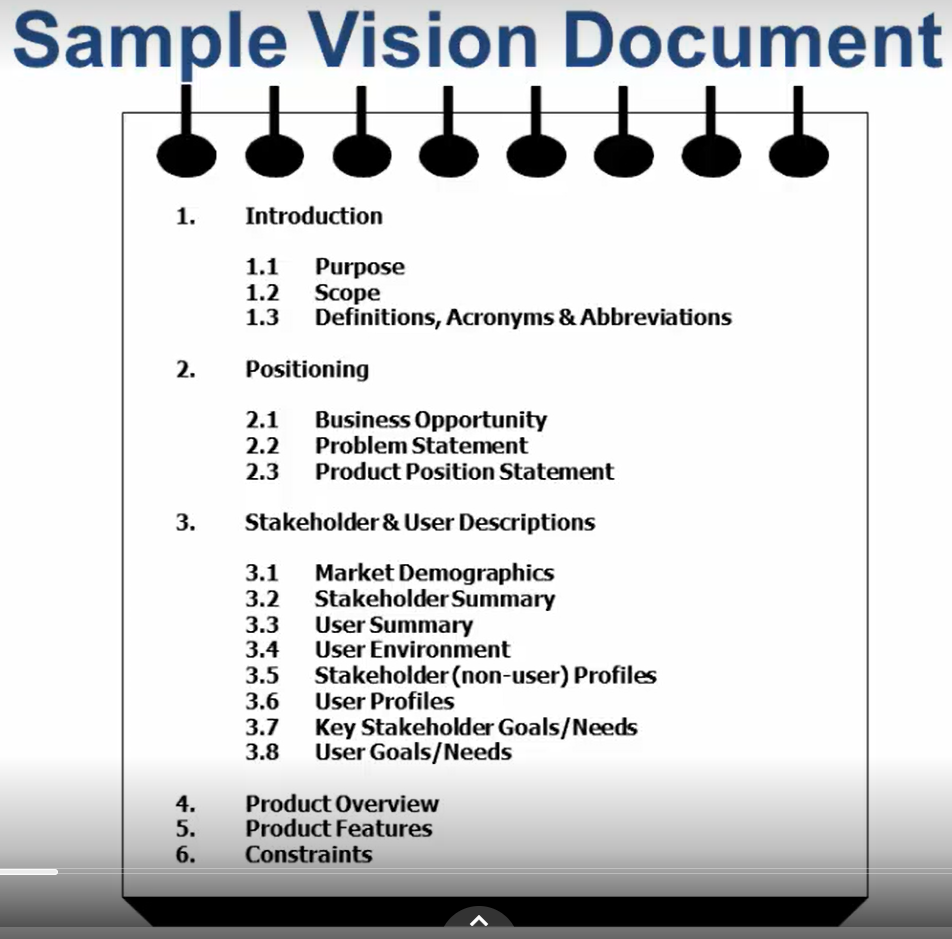 Sample Vision Document
1. Introduction
1.1 Purpose
1.2 Scope
1.3 Definitions, Acronyms & Abbreviations
2. Positioning
2.1 Business Opportunity
2.2 Problem Statement
2.3 Product Position Statement
3. Stakeholder & User Descriptions
3.1 Market Demographics
3.2 Stakeholder Summary
3.3 User Summary
3.4 User Environment
3.5 Stakeholder (non-user) Profiles
3.6 User Profiles
3.7 Key Stakeholder Goals/Needs
3.8 User Goals/Needs
4. Product Overview
5. Product Features
6. Constraints